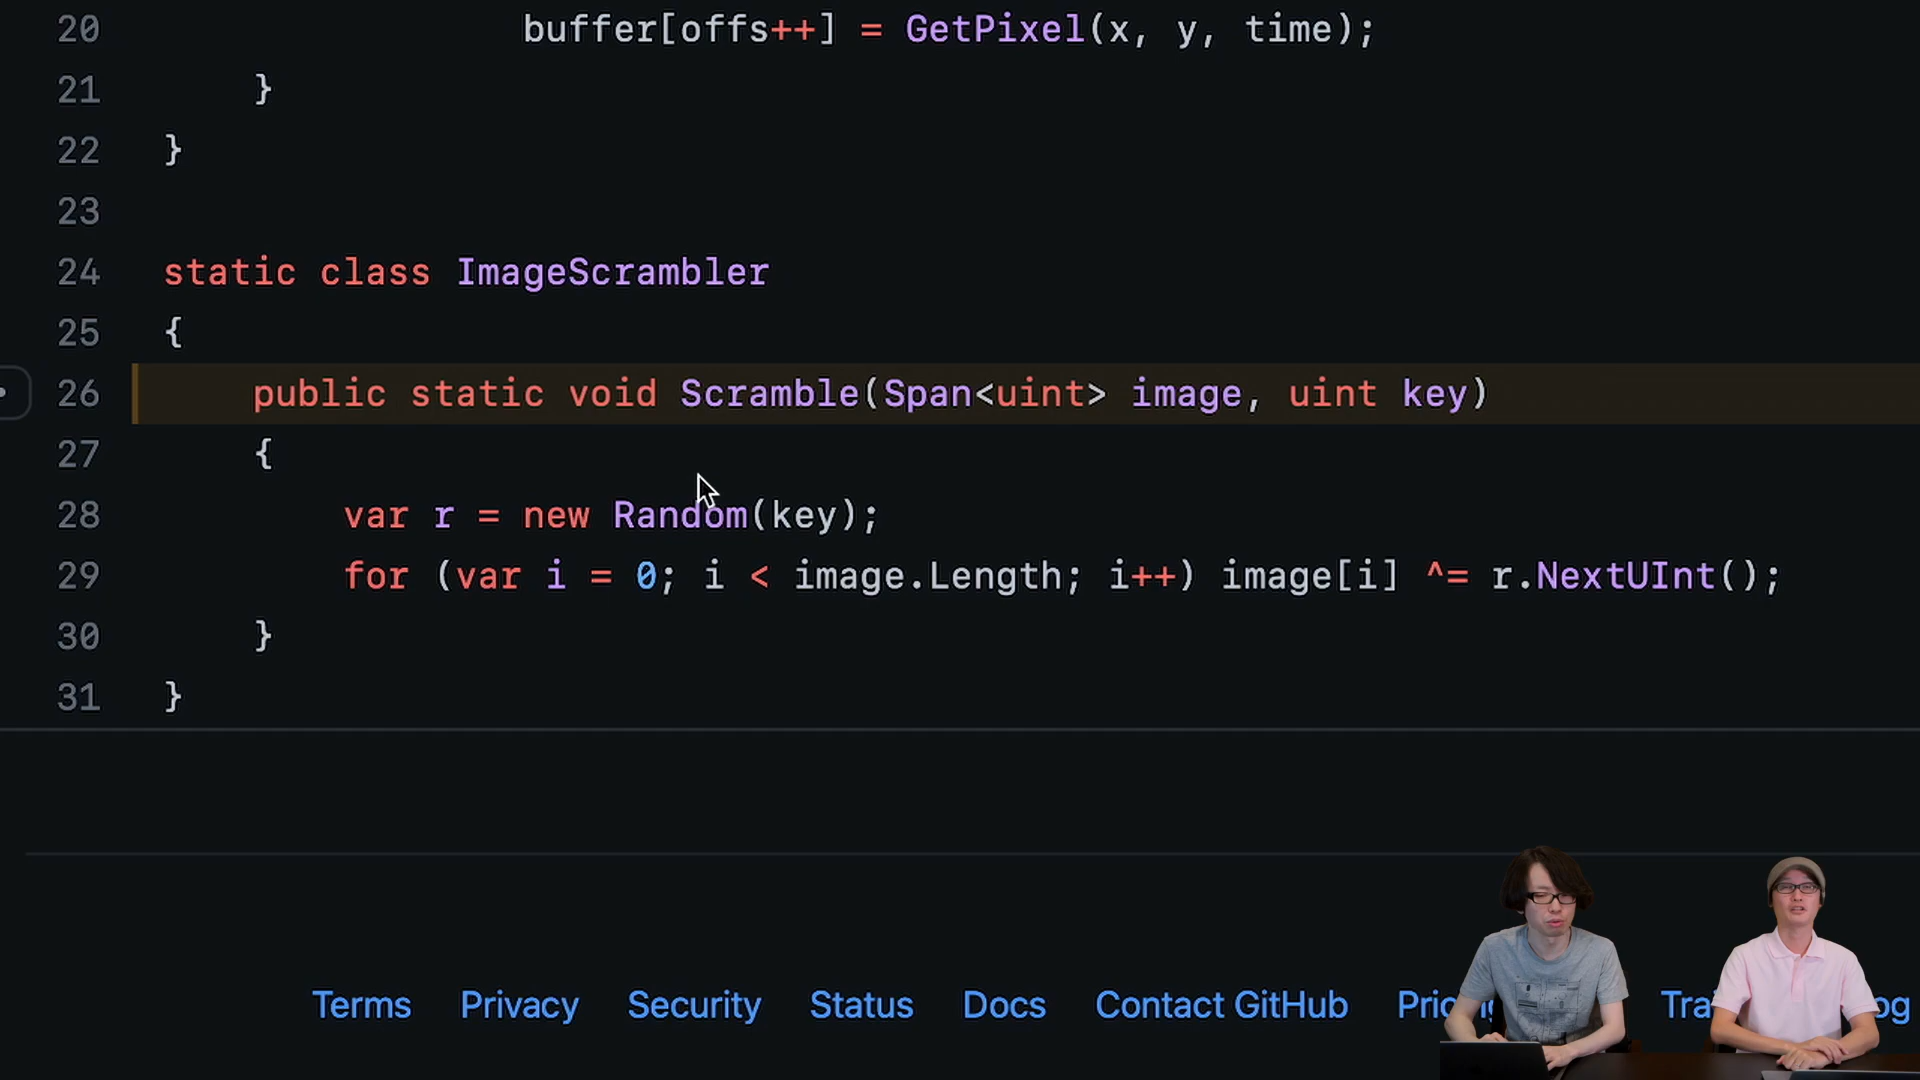 20 buffer[offs++] = GetPixel(x, y, time);
21 }
22 }
23
24 static class ImageScrambler
25 {
26 public static void Scramble(Span<uint> image, uint key)
27 {
28 var r = new Random(key);
29 for (var i = 0; i < image.Length; i++) image[i] ^= r.NextUInt();
30 }
31 }
Terms Privacy Security Status Docs Contact GitHub